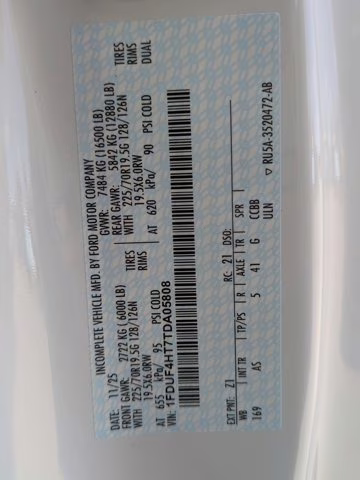 INCOMPLETE VEHICLE MFD. BY FORD MOTOR COMPANY
DATE: 11/25 GVWR: 7484 KG (16500 LB)
FRONT GAWR: 2722 KG (6000 LB) REAR GAWR: 5842 KG (12880 LB)
WITH 225/70R19.5G 128/126N TIRES WITH 225/70R19.5G 128/126N TIRES
19.5X6.0RW RIMS 19.5X6.0RW RIMS
AT 655 kPa/ 95 PSI COLD AT 620 kPa/ 90 PSI COLD DUAL
VIN: 1FDUF4HT7TDA05808
EXT PNT: Z1 RC: 21 DSO:
WB INT TR TP/PS R AXLE TR SPR
169 AS 5 41 G CCBB
▽ RU5A-3520472-AB